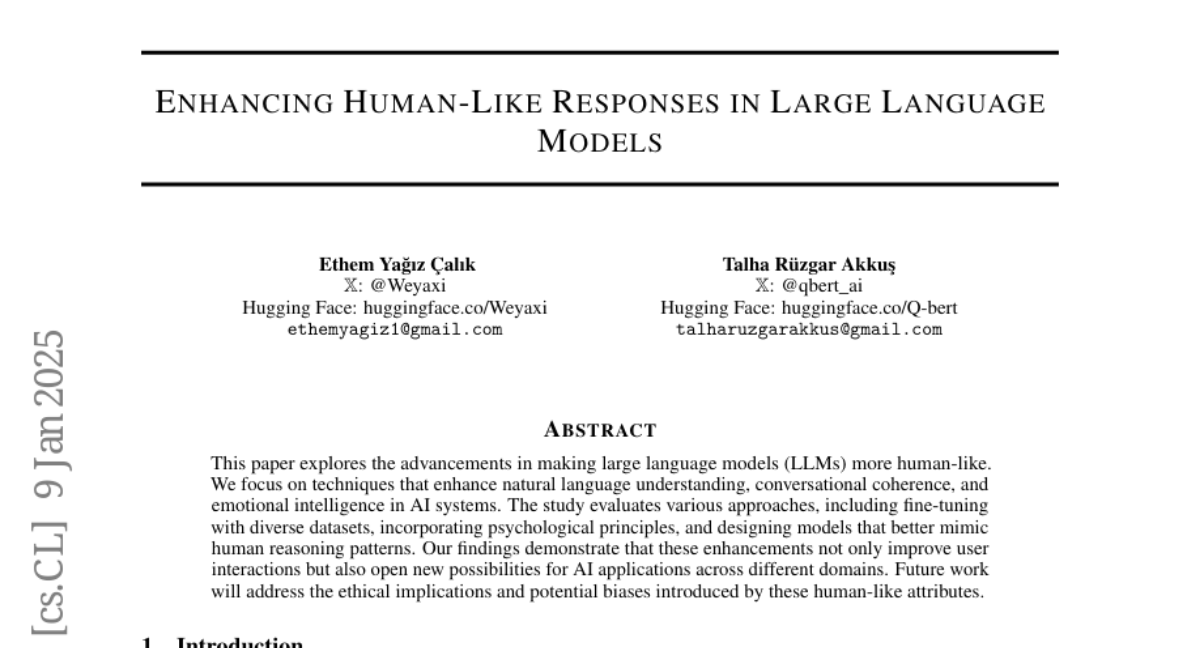 ENHANCING HUMAN-LIKE RESPONSES IN LARGE LANGUAGE
MODELS
Ethem Yağız Çalık
𝕏: @Weyaxi
Hugging Face: huggingface.co/Weyaxi
ethemyagiz1@gmail.com
Talha Rüzgar Akkuş
𝕏: @qbert_ai
Hugging Face: huggingface.co/Q-bert
talharuzgarakkus@gmail.com
[cs.CL] 9 Jan 2025
ABSTRACT
This paper explores the advancements in making large language models (LLMs) more human-like.
We focus on techniques that enhance natural language understanding, conversational coherence, and
emotional intelligence in AI systems. The study evaluates various approaches, including fine-tuning
with diverse datasets, incorporating psychological principles, and designing models that better mimic
human reasoning patterns. Our findings demonstrate that these enhancements not only improve user
interactions but also open new possibilities for AI applications across different domains. Future work
will address the ethical implications and potential biases introduced by these human-like attributes.
1 Introduction